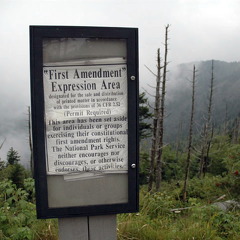 "First Amendment"
Expression Area
designated for the sale and distribution
of printed matter in accordance
with the provisions of 36 CFR 2.52
(Permit Required)
This area has been set aside
for individuals or groups
exercising their constitutional
first amendment rights.
The National Park Service
neither encourages nor
discourages, or otherwise
endorses, these activities.